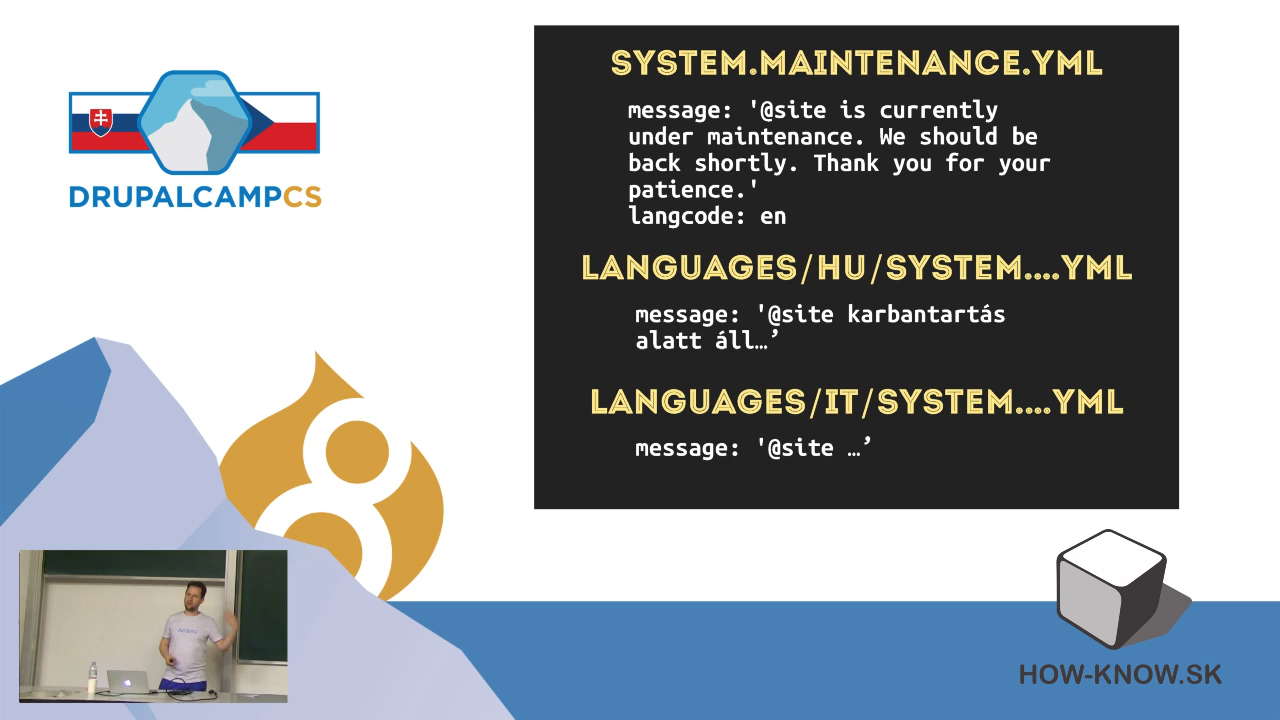 DRUPALCAMPCS
SYSTEM.MAINTENANCE.YML
message: '@site is currently
under maintenance. We should be
back shortly. Thank you for your
patience.'
langcode: en
LANGUAGES/HU/SYSTEM....YML
message: '@site karbantartás
alatt áll…’
LANGUAGES/IT/SYSTEM....YML
message: '@site …’
HOW-KNOW.SK